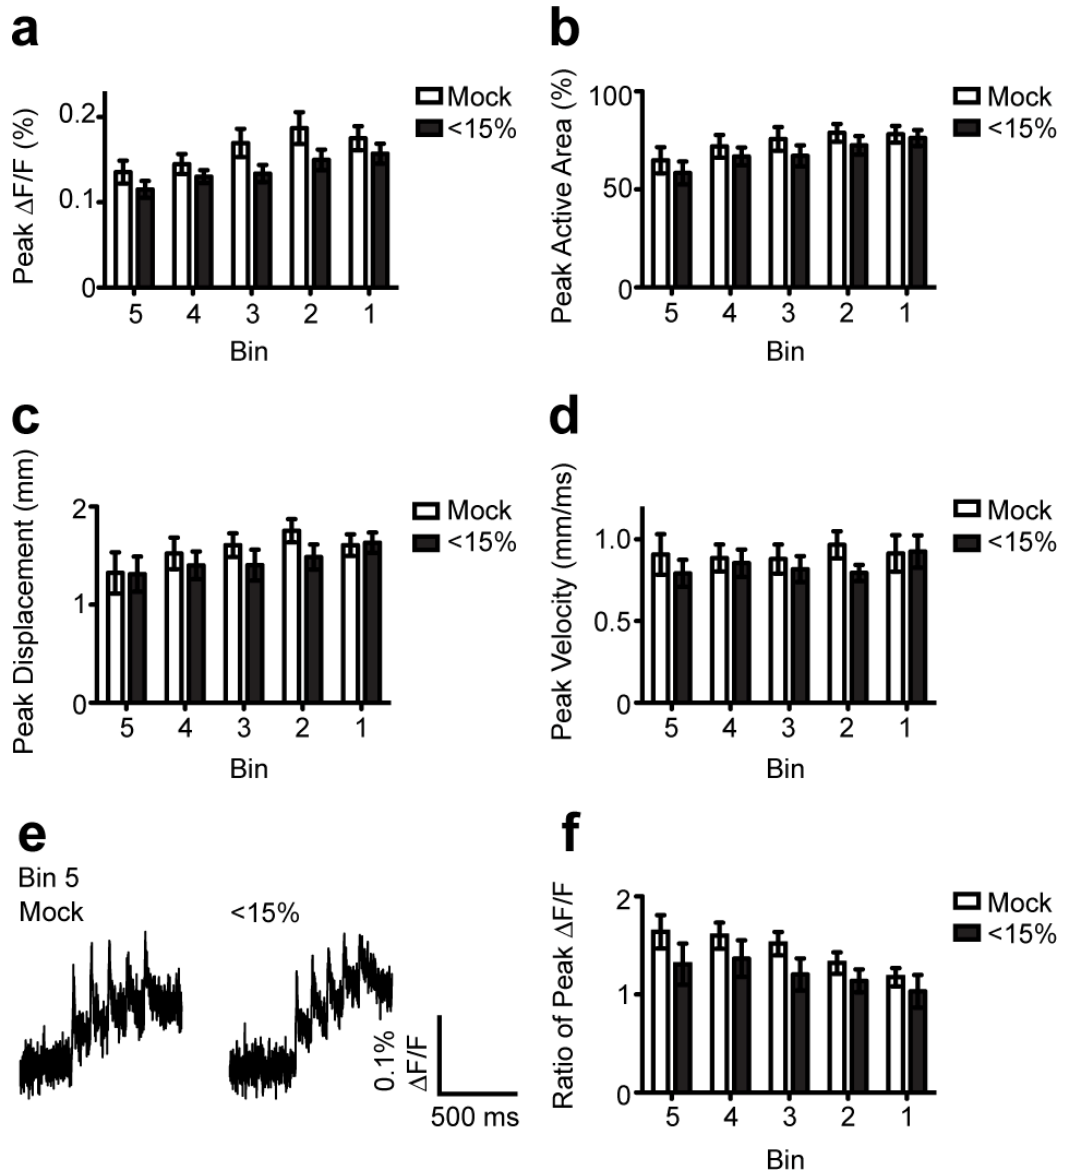 a
Peak ΔF/F (%)
0.2
0.1
0
5 4 3 2 1
Bin
Mock
<15%
b
Peak Active Area (%)
100
50
0
5 4 3 2 1
Bin
Mock
<15%
c
Peak Displacement (mm)
2
1
0
5 4 3 2 1
Bin
Mock
<15%
d
Peak Velocity (mm/ms)
1.0
0.5
0
5 4 3 2 1
Bin
Mock
<15%
e
Bin 5
Mock
<15%
0.1%
ΔF/F
500 ms
f
Ratio of Peak ΔF/F
2
1
0
5 4 3 2 1
Bin
Mock
<15%